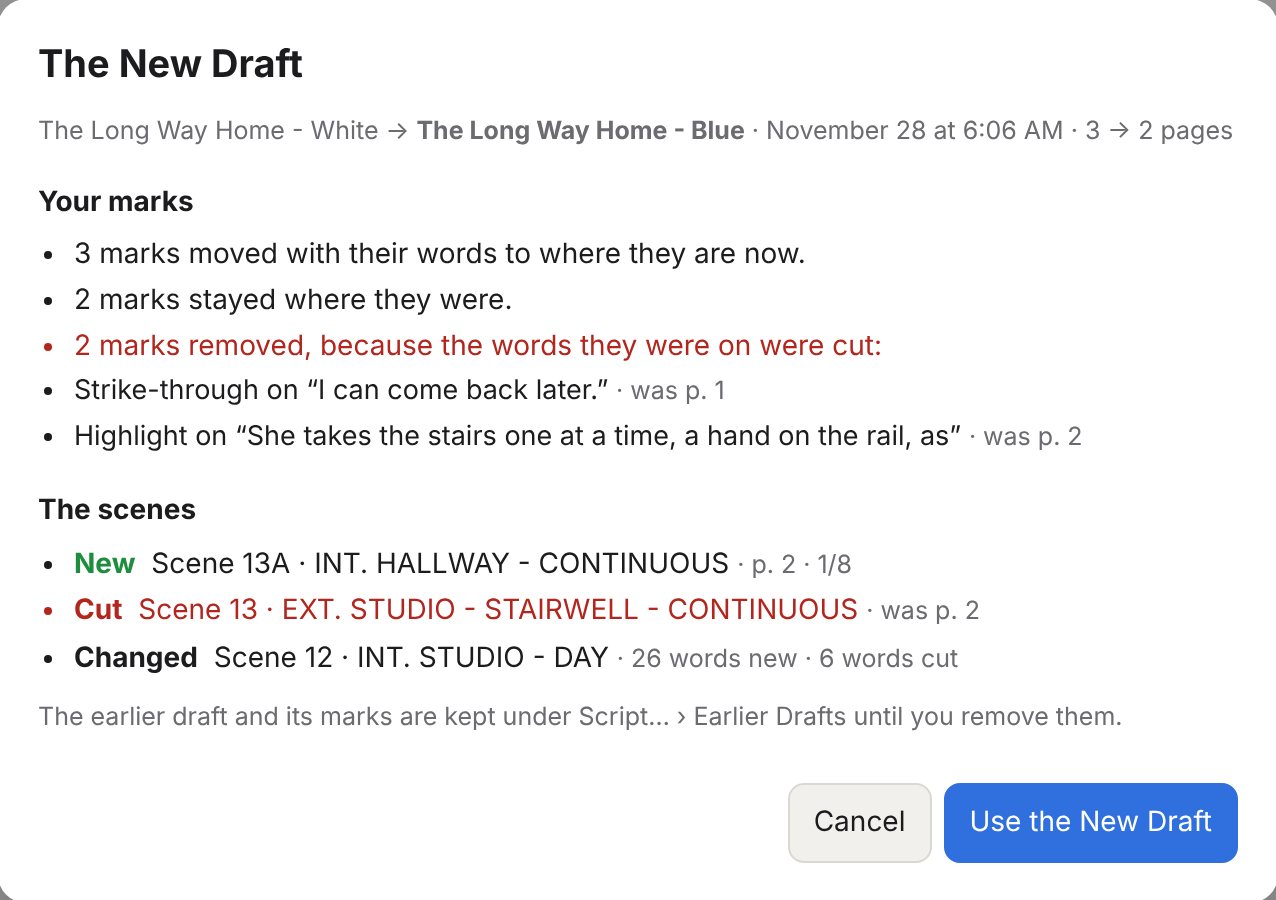 The New Draft
The Long Way Home - White → The Long Way Home - Blue · November 28 at 6:06 AM · 3 → 2 pages
Your marks
• 3 marks moved with their words to where they are now.
• 2 marks stayed where they were.
• 2 marks removed, because the words they were on were cut:
• Strike-through on “I can come back later.” · was p. 1
• Highlight on “She takes the stairs one at a time, a hand on the rail, as” · was p. 2
The scenes
• New Scene 13A · INT. HALLWAY - CONTINUOUS · p. 2 · 1/8
• Cut Scene 13 · EXT. STUDIO - STAIRWELL - CONTINUOUS · was p. 2
• Changed Scene 12 · INT. STUDIO - DAY · 26 words new · 6 words cut
The earlier draft and its marks are kept under Script… › Earlier Drafts until you remove them.
Cancel
Use the New Draft